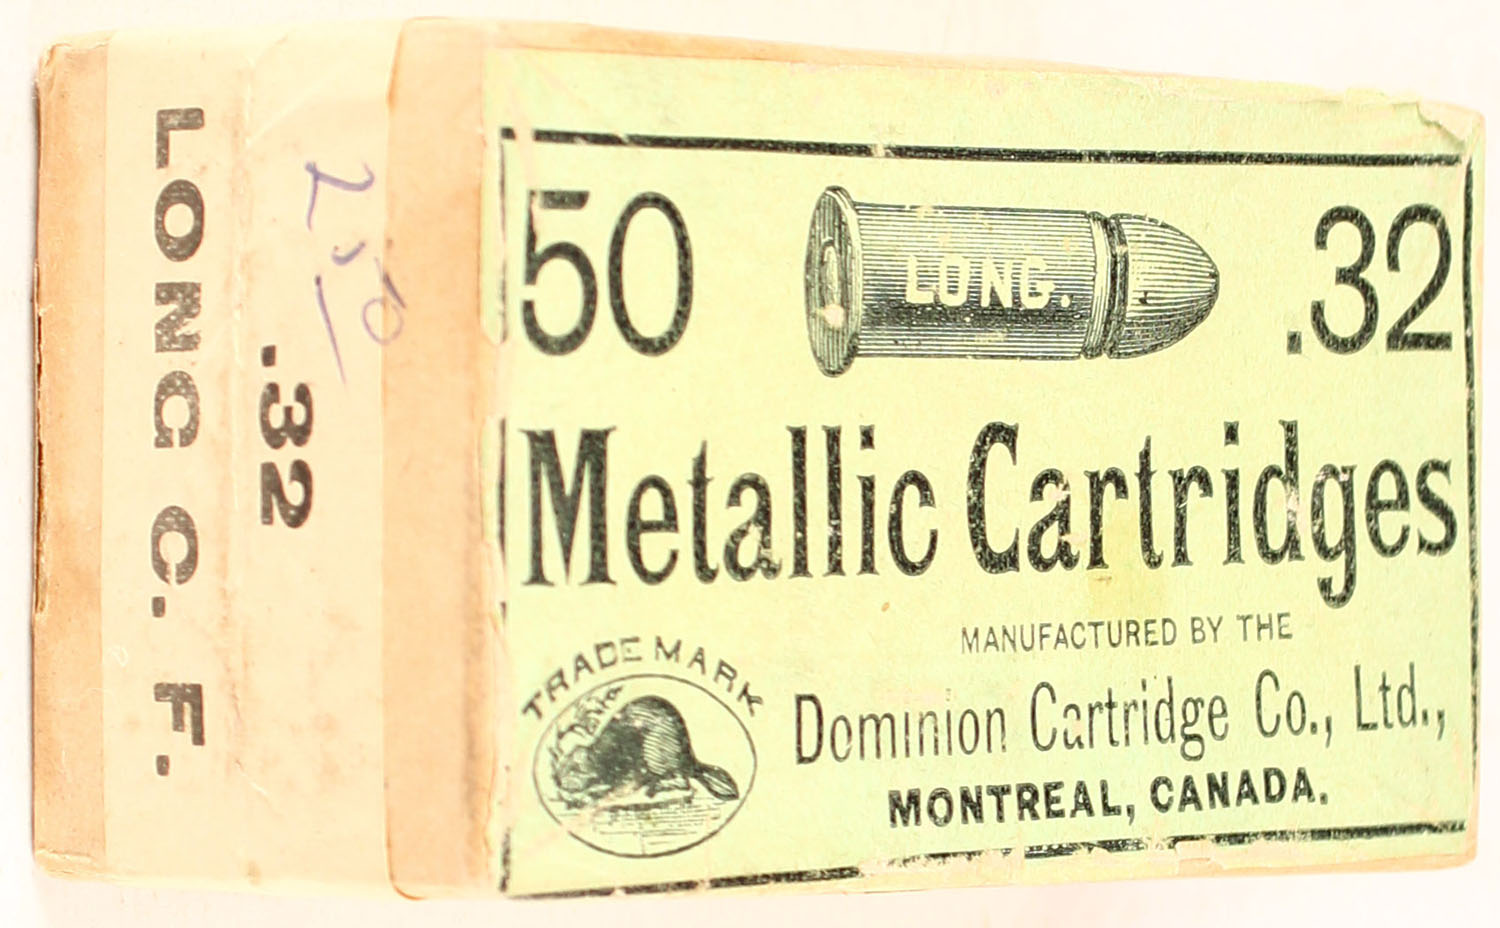 50 .32
LONG.
Metallic Cartridges
TRADE MARK
MANUFACTURED BY THE
Dominion Cartridge Co., Ltd.,
MONTREAL, CANADA.
.32
LONG C. F.